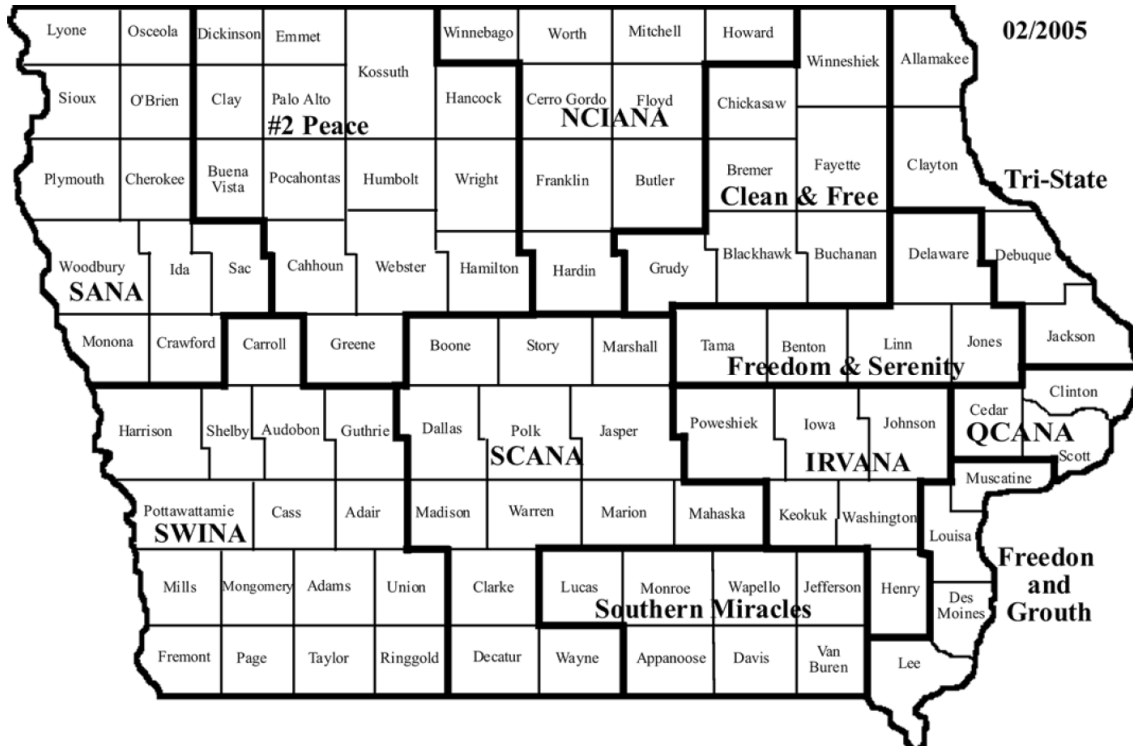 02/2005
Lyone Osceola Dickinson Emmet Kossuth Winnebago Worth Mitchell Howard Winneshiek Allamakee
Sioux O'Brien Clay Palo Alto Hancock Cerro Gordo Floyd Chickasaw
#2 Peace
NCIANA
Plymouth Cherokee Buena Vista Pocahontas Humbolt Wright Franklin Butler Bremer Fayette Clayton
Clean & Free
Tri-State
Woodbury Ida Sac Cahhoun Webster Hamilton Hardin Grudy Blackhawk Buchanan Delaware Debuque
SANA
Monona Crawford Carroll Greene Boone Story Marshall Tama Benton Linn Jones Jackson
Freedom & Serenity
Harrison Shelby Audobon Guthrie Dallas Polk Jasper Poweshiek Iowa Johnson Cedar Clinton
SCANA
IRVANA
QCANA
Scott
Pottawattamie Cass Adair Madison Warren Marion Mahaska Keokuk Washington Muscatine
SWINA
Louisa
Mills Mongomery Adams Union Clarke Lucas Monroe Wapello Jefferson Henry Des Moines
Southern Miracles
Freedon
and
Grouth
Fremont Page Taylor Ringgold Decatur Wayne Appanoose Davis Van Buren Lee